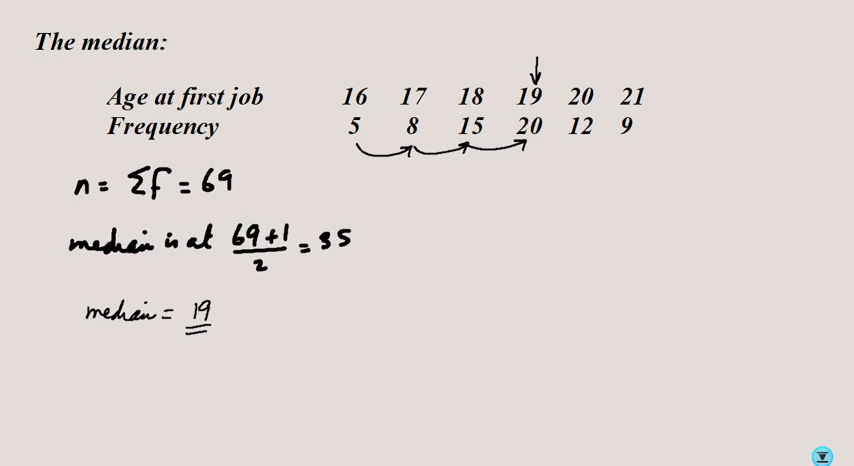 The median:
Age at first job 16 17 18 19 20 21
Frequency 5 8 15 20 12 9
n = Σf = 69
median is at 69+1/2 = 35
median = 19